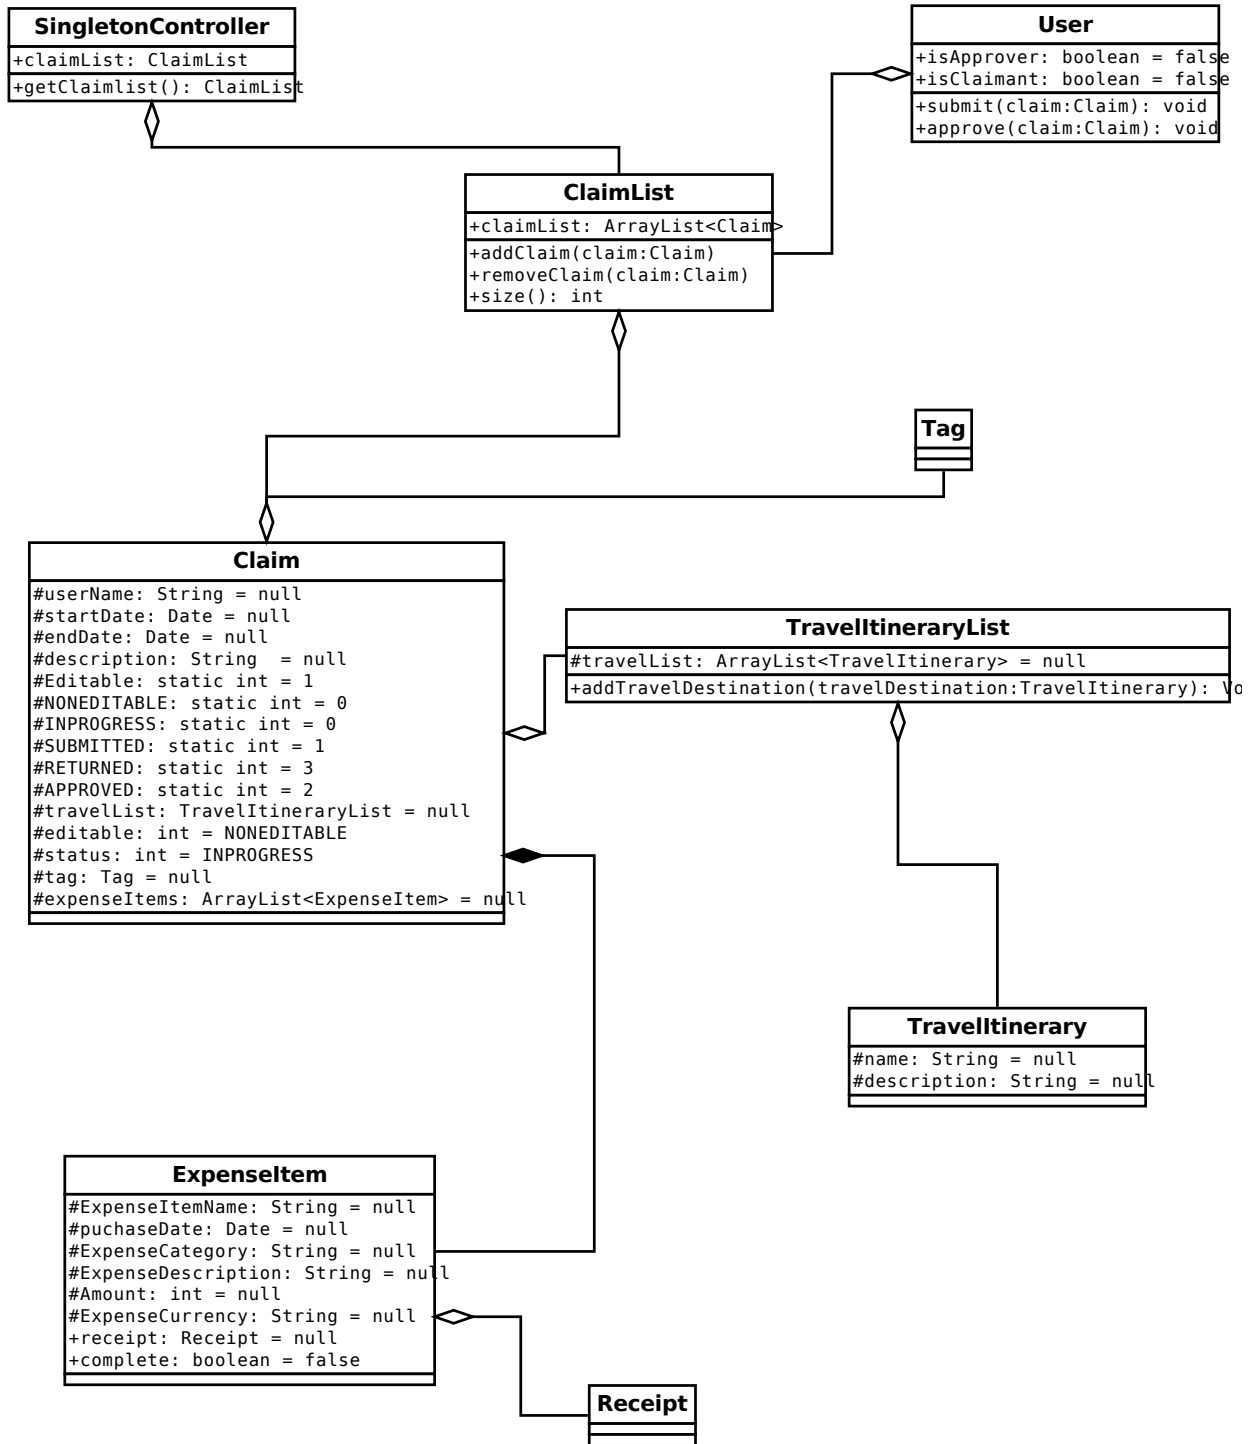 SingletonController
+claimList: ClaimList
+getClaimlist(): ClaimList
User
+isApprover: boolean = false
+isClaimant: boolean = false
+submit(claim:Claim): void
+approve(claim:Claim): void
ClaimList
+claimList: ArrayList<Claim>
+addClaim(claim:Claim)
+removeClaim(claim:Claim)
+size(): int
Tag
Claim
#userName: String = null
#startDate: Date = null
#endDate: Date = null
#description: String  = null
#Editable: static int = 1
#NONEDITABLE: static int = 0
#INPROGRESS: static int = 0
#SUBMITTED: static int = 1
#RETURNED: static int = 3
#APPROVED: static int = 2
#travelList: TravelItineraryList = null
#editable: int = NONEDITABLE
#status: int = INPROGRESS
#tag: Tag = null
#expenseItems: ArrayList<ExpenseItem> = null
TravelItineraryList
#travelList: ArrayList<TravelItinerary> = null
+addTravelDestination(travelDestination:TravelItinerary): Vo
TravelItinerary
#name: String = null
#description: String = null
ExpenseItem
#ExpenseItemName: String = null
#puchaseDate: Date = null
#ExpenseCategory: String = null
#ExpenseDescription: String = null
#Amount: int = null
#ExpenseCurrency: String = null
+receipt: Receipt = null
+complete: boolean = false
Receipt